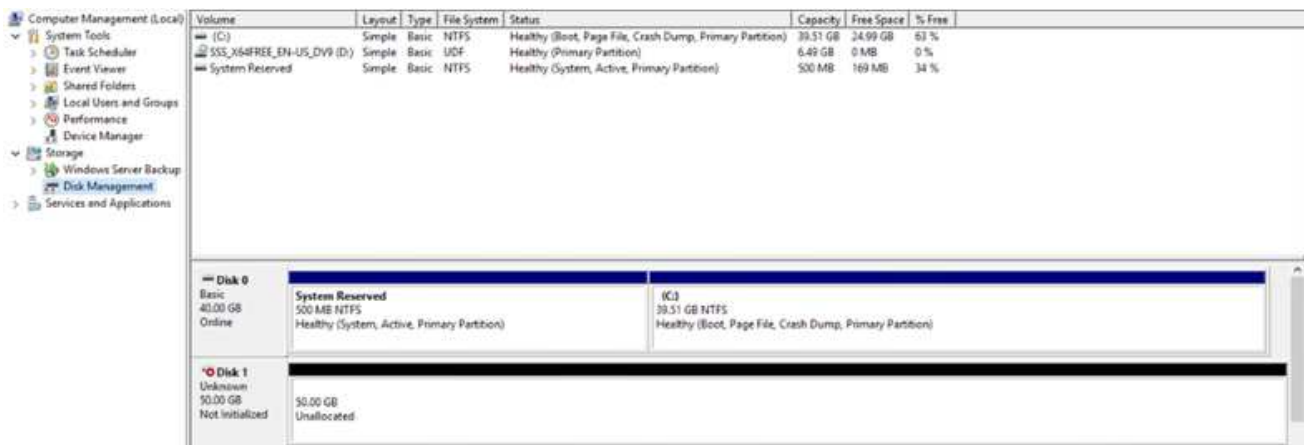 Computer Management (Local)
System Tools
Task Scheduler
Event Viewer
Shared Folders
Local Users and Groups
Performance
Device Manager
Storage
Windows Server Backup
Disk Management
Services and Applications
Volume Layout Type File System Status Capacity Free Space % Free
(C:) Simple Basic NTFS Healthy (Boot, Page File, Crash Dump, Primary Partition) 39.51 GB 24.99 GB 63 %
SSS_X64FREE_EN-US_DV9 (D:) Simple Basic UDF Healthy (Primary Partition) 6.49 GB 0 MB 0 %
System Reserved Simple Basic NTFS Healthy (System, Active, Primary Partition) 500 MB 169 MB 34 %
Disk 0
Basic
40.00 GB
Online
System Reserved
500 MB NTFS
Healthy (System, Active, Primary Partition)
(C:)
39.51 GB NTFS
Healthy (Boot, Page File, Crash Dump, Primary Partition)
Disk 1
Unknown
50.00 GB
Not Initialized
50.00 GB
Unallocated